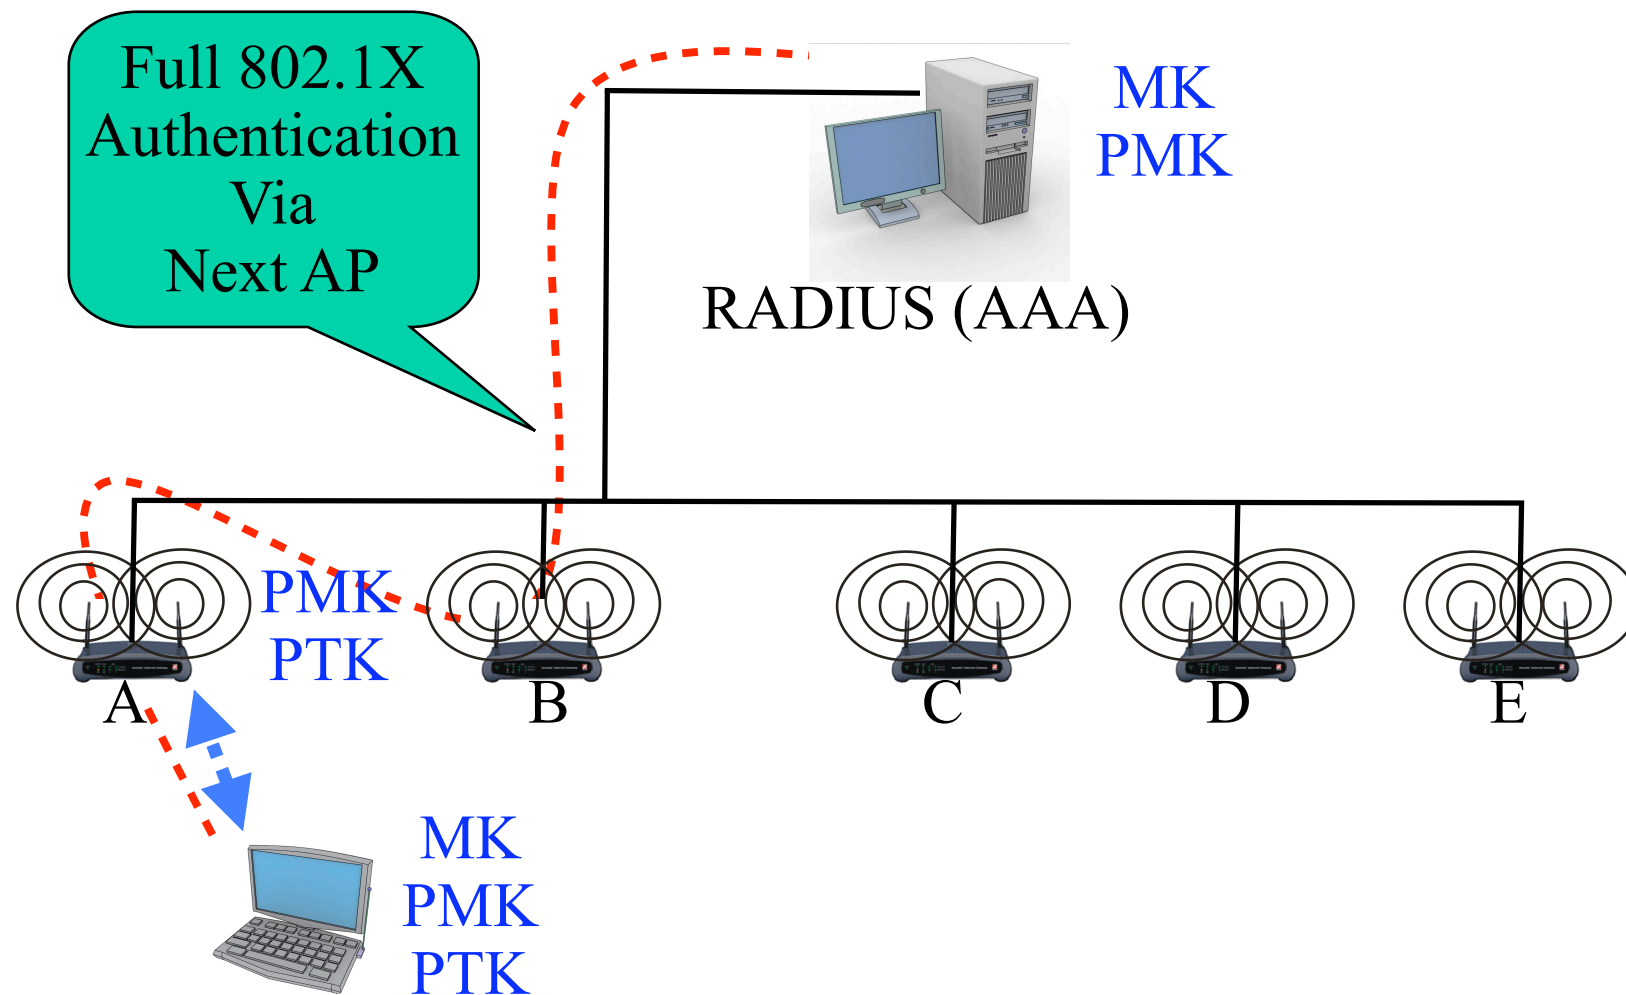 Full 802.1X
Authentication
Via
Next AP
MK
PMK
RADIUS (AAA)
PMK
PTK
A
B
C
D
E
MK
PMK
PTK